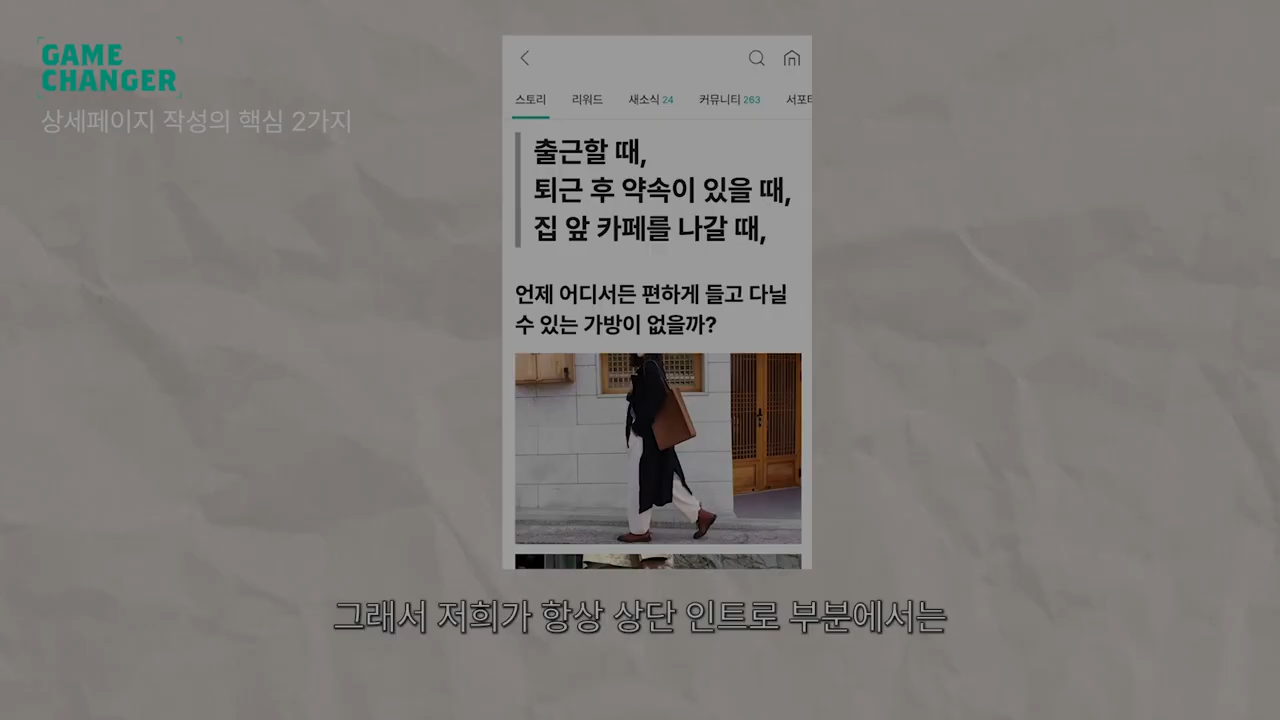 GAME
CHANGER
상세페이지 작성의 핵심 2가지
스토리 리워드 새소식 24 커뮤니티 263 서포터
출근할 때,
퇴근 후 약속이 있을 때,
집 앞 카페를 나갈 때,
언제 어디서든 편하게 들고 다닐
수 있는 가방이 없을까?
그래서 저희가 항상 상단 인트로 부분에서는